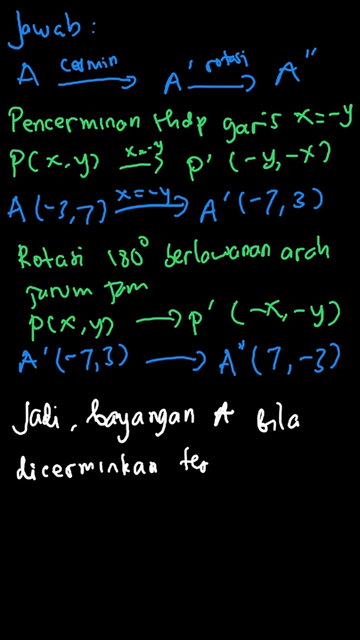 Jawab :
A cermin → A' rotasi → A"
Pencerminan thdp garis x=-y
P(x,y) x=-y → P' (-y,-x)
A(-3,7) x=-y → A'(-7,3)
Rotasi 180° berlawanan arah
jarum jam
P(x,y) → P' (-x,-y)
A'(-7,3) → A"(7,-3)
Jadi, bayangan A bila
dicerminkan ter